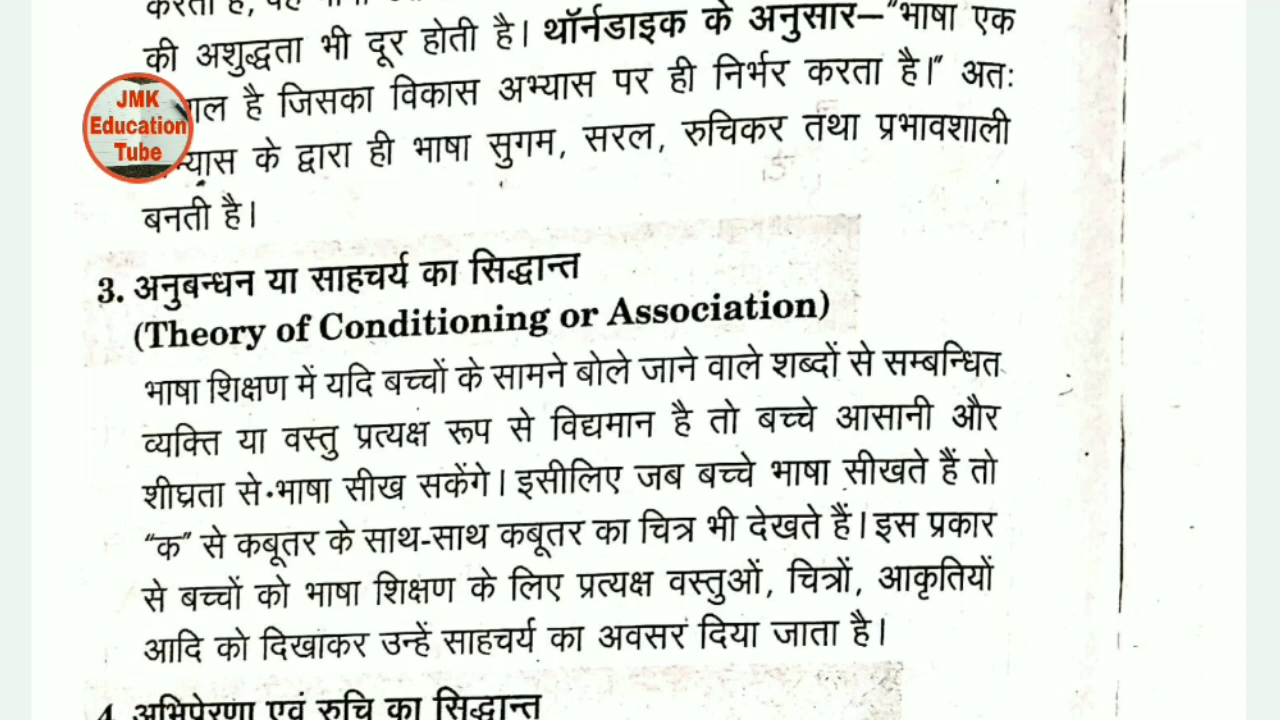 की अशुद्धता भी दूर होती है। थॉर्नडाइक के अनुसार–"भाषा एक
JMK
Education
Tube
है जिसका विकास अभ्यास पर ही निर्भर करता है।" अतः
के द्वारा ही भाषा सुगम, सरल, रुचिकर तथा प्रभावशाली
बनती है।
3. अनुबन्धन या साहचर्य का सिद्धान्त
(Theory of Conditioning or Association)
भाषा शिक्षण में यदि बच्चों के सामने बोले जाने वाले शब्दों से सम्बन्धित
व्यक्ति या वस्तु प्रत्यक्ष रूप से विद्यमान है तो बच्चे आसानी और
शीघ्रता से भाषा सीख सकेंगे। इसीलिए जब बच्चे भाषा सीखते हैं तो
"क" से कबूतर के साथ-साथ कबूतर का चित्र भी देखते हैं। इस प्रकार
से बच्चों को भाषा शिक्षण के लिए प्रत्यक्ष वस्तुओं, चित्रों, आकृतियों
आदि को दिखाकर उन्हें साहचर्य का अवसर दिया जाता है।
4. अभिप्रेरणा एवं रुचि का सिद्धान्त